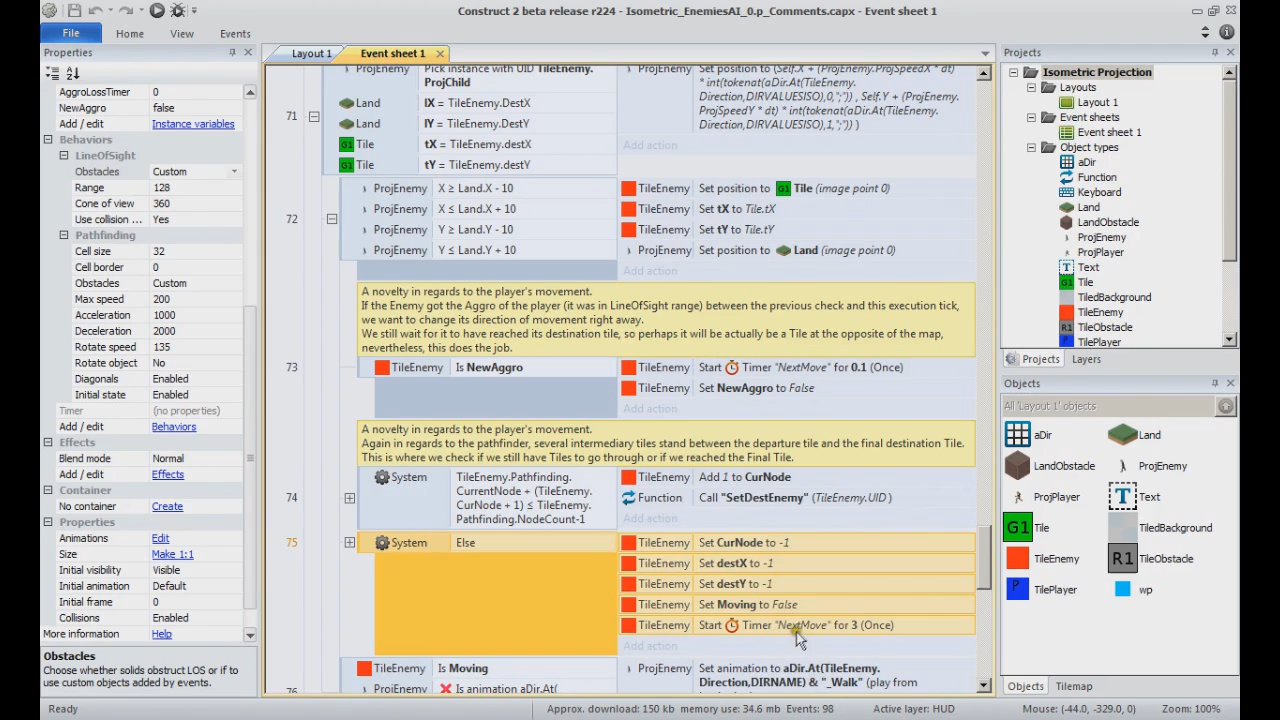 Construct 2 beta release r224 - Isometric_EnemiesAI_0.p_Comments.capx - Event sheet 1
File Home View Events
Properties
AggroLossTimer 0
NewAggro false
Add / edit Instance variables
Behaviors
LineOfSight
Obstacles Custom
Range 128
Cone of view 360
Use collision ... Yes
Pathfinding
Cell size 32
Cell border 0
Obstacles Custom
Max speed 200
Acceleration 1000
Deceleration 2000
Rotate speed 135
Rotate object No
Diagonals Enabled
Initial state Enabled
Timer (no properties)
Add / edit Behaviors
Effects
Blend mode Normal
Add / edit Effects
Container
No container Create
Properties
Animations Edit
Size Make 1:1
Initial visibility Visible
Initial animation Default
Initial frame 0
Collisions Enabled
More information Help
Obstacles
Choose whether solids obstruct LOS or if to
use custom objects added by events.
Layout 1 Event sheet 1
71
ProjEnemy Pick instance with UID TileEnemy.
ProjChild
Land lX = TileEnemy.DestX
Land lY = TileEnemy.DestY
Tile tX = TileEnemy.destX
Tile tY = TileEnemy.destY
ProjEnemy Set position to (Self.X + (ProjEnemy.ProjSpeedX * dt)
* int(tokenat(aDir.At(TileEnemy.
Direction,DIRVALUESISO),0,";")) , Self.Y + (ProjEnemy.
ProjSpeedY * dt) * int(tokenat(aDir.At(TileEnemy.
Direction,DIRVALUESISO),1,";")) )
Add action
72
ProjEnemy X ≥ Land.X - 10
ProjEnemy X ≤ Land.X + 10
ProjEnemy Y ≥ Land.Y - 10
ProjEnemy Y ≤ Land.Y + 10
TileEnemy Set position to G1 Tile (image point 0)
TileEnemy Set tX to Tile.tX
TileEnemy Set tY to Tile.tY
ProjEnemy Set position to Land (image point 0)
Add action
A novelty in regards to the player's movement.
If the Enemy got the Aggro of the player (it was in LineOfSight range) between the previous check and this execution tick,
we want to change its direction of movement right away.
We still wait for it to have reached its destination tile, so perhaps it will be actually be a Tile at the opposite of the map,
nevertheless, this does the job.
73
TileEnemy Is NewAggro
TileEnemy Start Timer "NextMove" for 0.1 (Once)
TileEnemy Set NewAggro to False
Add action
A novelty in regards to the player's movement.
Again in regards to the pathfinder, several intermediary tiles stand between the departure tile and the final destination Tile.
This is where we check if we still have Tiles to go through or if we reached the Final Tile.
74
System TileEnemy.Pathfinding.
CurrentNode + (TileEnemy.
CurNode + 1) ≤ TileEnemy.
Pathfinding.NodeCount-1
TileEnemy Add 1 to CurNode
Function Call "SetDestEnemy" (TileEnemy.UID )
Add action
75
System Else
TileEnemy Set CurNode to -1
TileEnemy Set destX to -1
TileEnemy Set destY to -1
TileEnemy Set Moving to False
TileEnemy Start Timer "NextMove" for 3 (Once)
Add action
76
TileEnemy Is Moving
ProjEnemy Is animation aDir.At(
ProjEnemy Set animation to aDir.At(TileEnemy.
Direction,DIRNAME) & "_Walk" (play from
Projects
Isometric Projection
Layouts
Layout 1
Event sheets
Event sheet 1
Object types
aDir
Function
Keyboard
Land
LandObstacle
ProjEnemy
ProjPlayer
Text
Tile
TiledBackground
TileEnemy
TileObstacle
TilePlayer
Projects Layers
Objects
All 'Layout 1' objects
aDir Land
LandObstacle ProjEnemy
ProjPlayer Text
G1 Tile TiledBackground
TileEnemy R1 TileObstacle
P TilePlayer wp
Objects Tilemap
Ready Approx. download: 150 kb memory use: 34.6 mb Events: 98 Active layer: HUD Mouse: (-44.0, -329.0, 0) Zoom: 100%